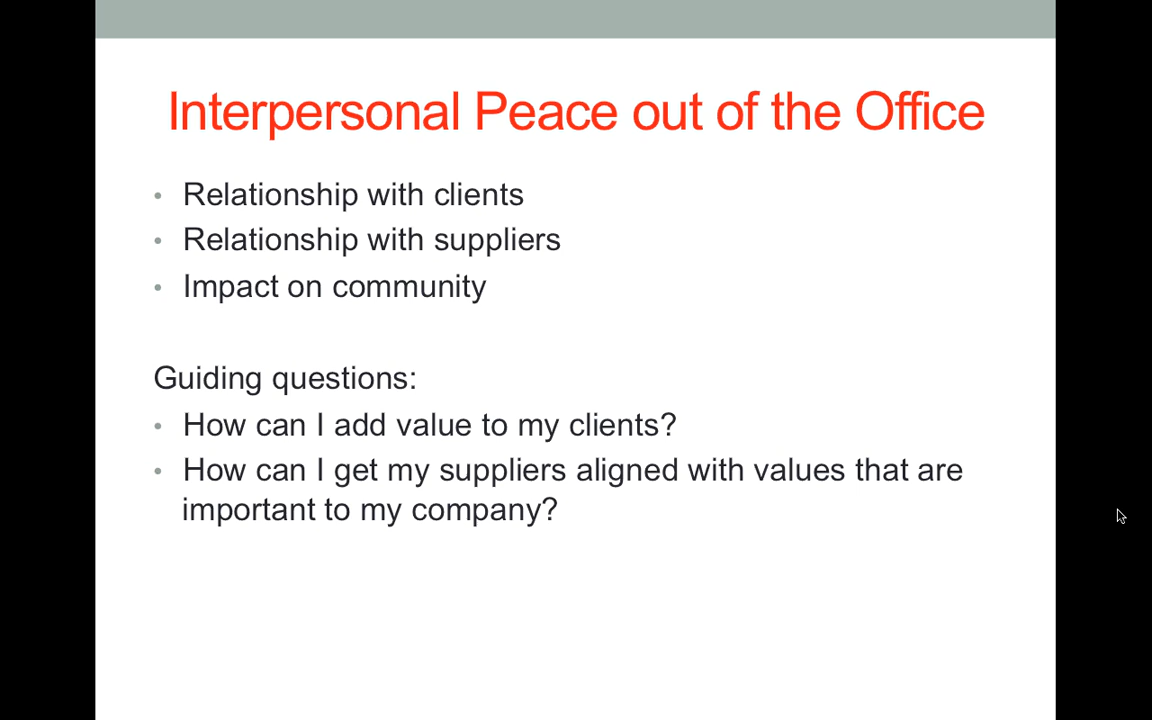 Interpersonal Peace out of the Office
• Relationship with clients
• Relationship with suppliers
• Impact on community
Guiding questions:
• How can I add value to my clients?
• How can I get my suppliers aligned with values that are
important to my company?